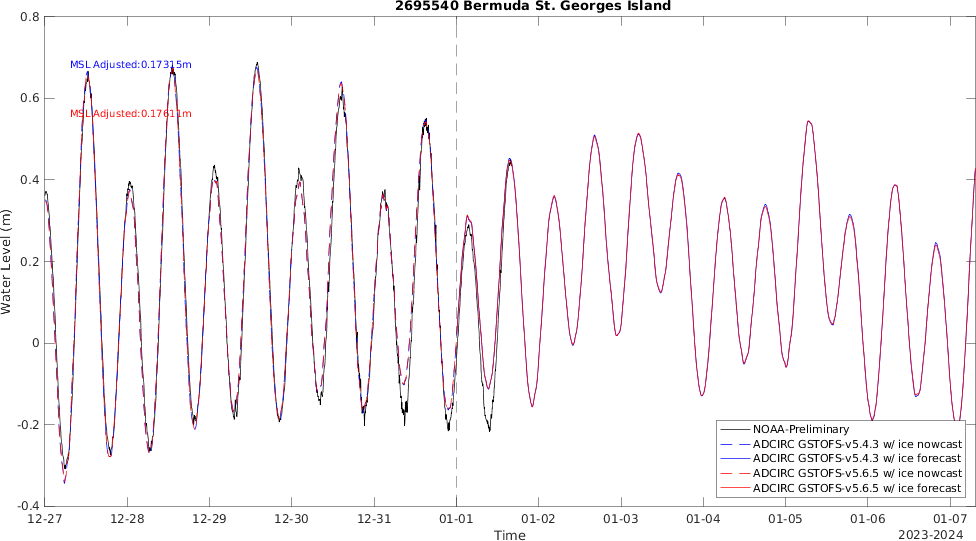 2695540 Bermuda St. Georges Island
Water Level (m)
0.8
0.6
0.4
0.2
0
-0.2
-0.4
MSL Adjusted:0.17315m
MSL Adjusted:0.17611m
NOAA-Preliminary
ADCIRC GSTOFS-v5.4.3 w/ ice nowcast
ADCIRC GSTOFS-v5.4.3 w/ ice forecast
ADCIRC GSTOFS-v5.6.5 w/ ice nowcast
ADCIRC GSTOFS-v5.6.5 w/ ice forecast
12-27 12-28 12-29 12-30 12-31 01-01 01-02 01-03 01-04 01-05 01-06 01-07
Time
2023-2024